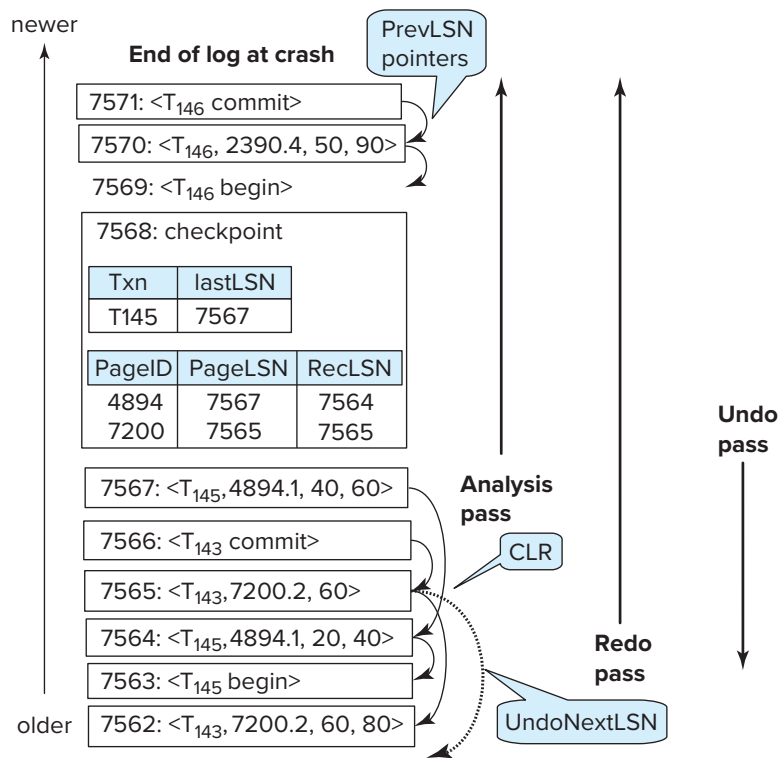 newer
End of log at crash
PrevLSN
pointers
7571: <T₁₄₆ commit>
7570: <T₁₄₆, 2390.4, 50, 90>
7569: <T₁₄₆ begin>
7568: checkpoint
Txn lastLSN
T145 7567
PageID PageLSN RecLSN
4894 7567 7564
7200 7565 7565
7567: <T₁₄₅,4894.1, 40, 60>
7566: <T₁₄₃ commit>
7565: <T₁₄₃,7200.2, 60>
7564: <T₁₄₅,4894.1, 20, 40>
7563: <T₁₄₅ begin>
older
7562: <T₁₄₃,7200.2, 60, 80>
Analysis
pass
CLR
Redo
pass
UndoNextLSN
Undo
pass